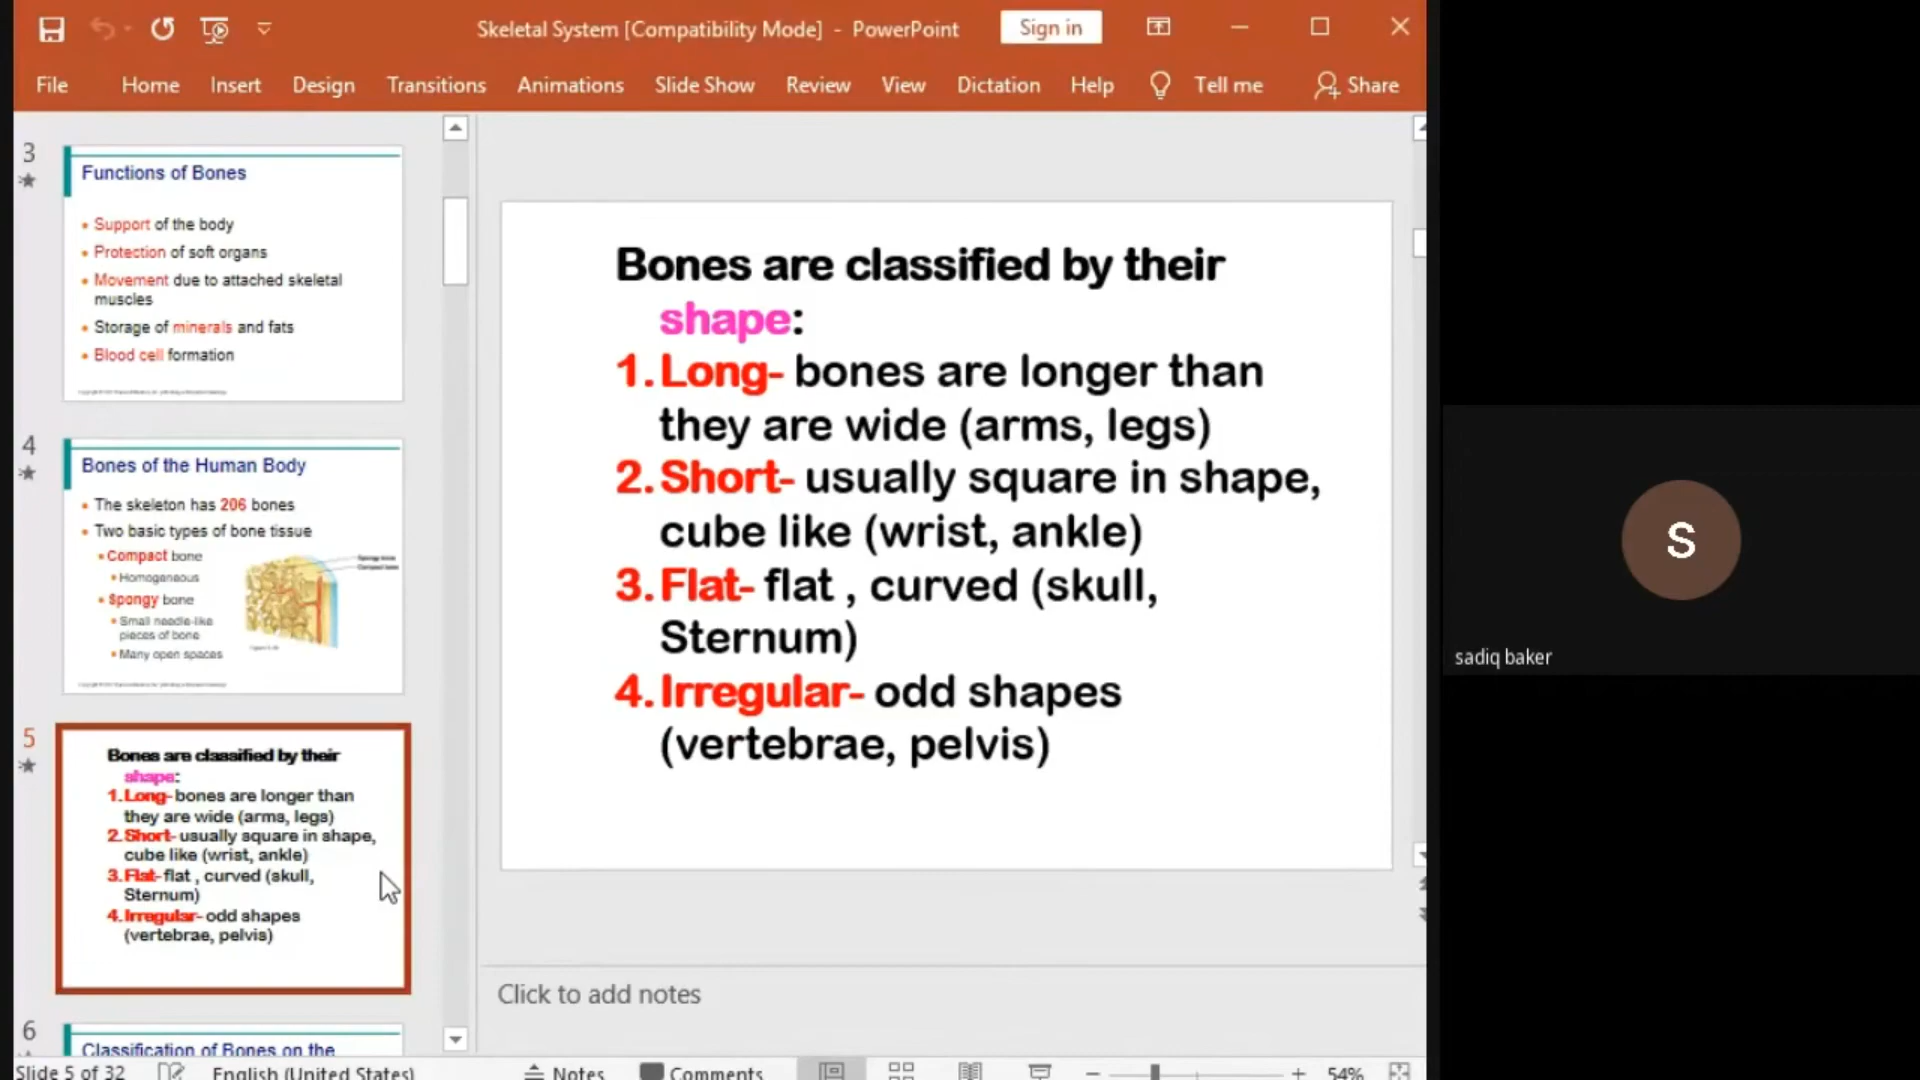 Skeletal System [Compatibility Mode] - PowerPoint
Sign in
File Home Insert Design Transitions Animations Slide Show Review View Dictation Help Tell me Share
3
Functions of Bones
• Support of the body
• Protection of soft organs
• Movement due to attached skeletal
muscles
• Storage of minerals and fats
• Blood cell formation
4
Bones of the Human Body
• The skeleton has 206 bones
• Two basic types of bone tissue
• Compact bone
• Homogeneous
• Spongy bone
• Small needle-like
pieces of bone
• Many open spaces
5
Bones are classified by their
shape:
1. Long- bones are longer than
they are wide (arms, legs)
2. Short- usually square in shape,
cube like (wrist, ankle)
3. Flat- flat , curved (skull,
Sternum)
4. Irregular- odd shapes
(vertebrae, pelvis)
6
Classification of Bones on the
Bones are classified by their
shape:
1. Long- bones are longer than
they are wide (arms, legs)
2. Short- usually square in shape,
cube like (wrist, ankle)
3. Flat- flat , curved (skull,
Sternum)
4. Irregular- odd shapes
(vertebrae, pelvis)
Click to add notes
Slide 5 of 32 English (United States) Notes Comments 54%
S
sadiq baker